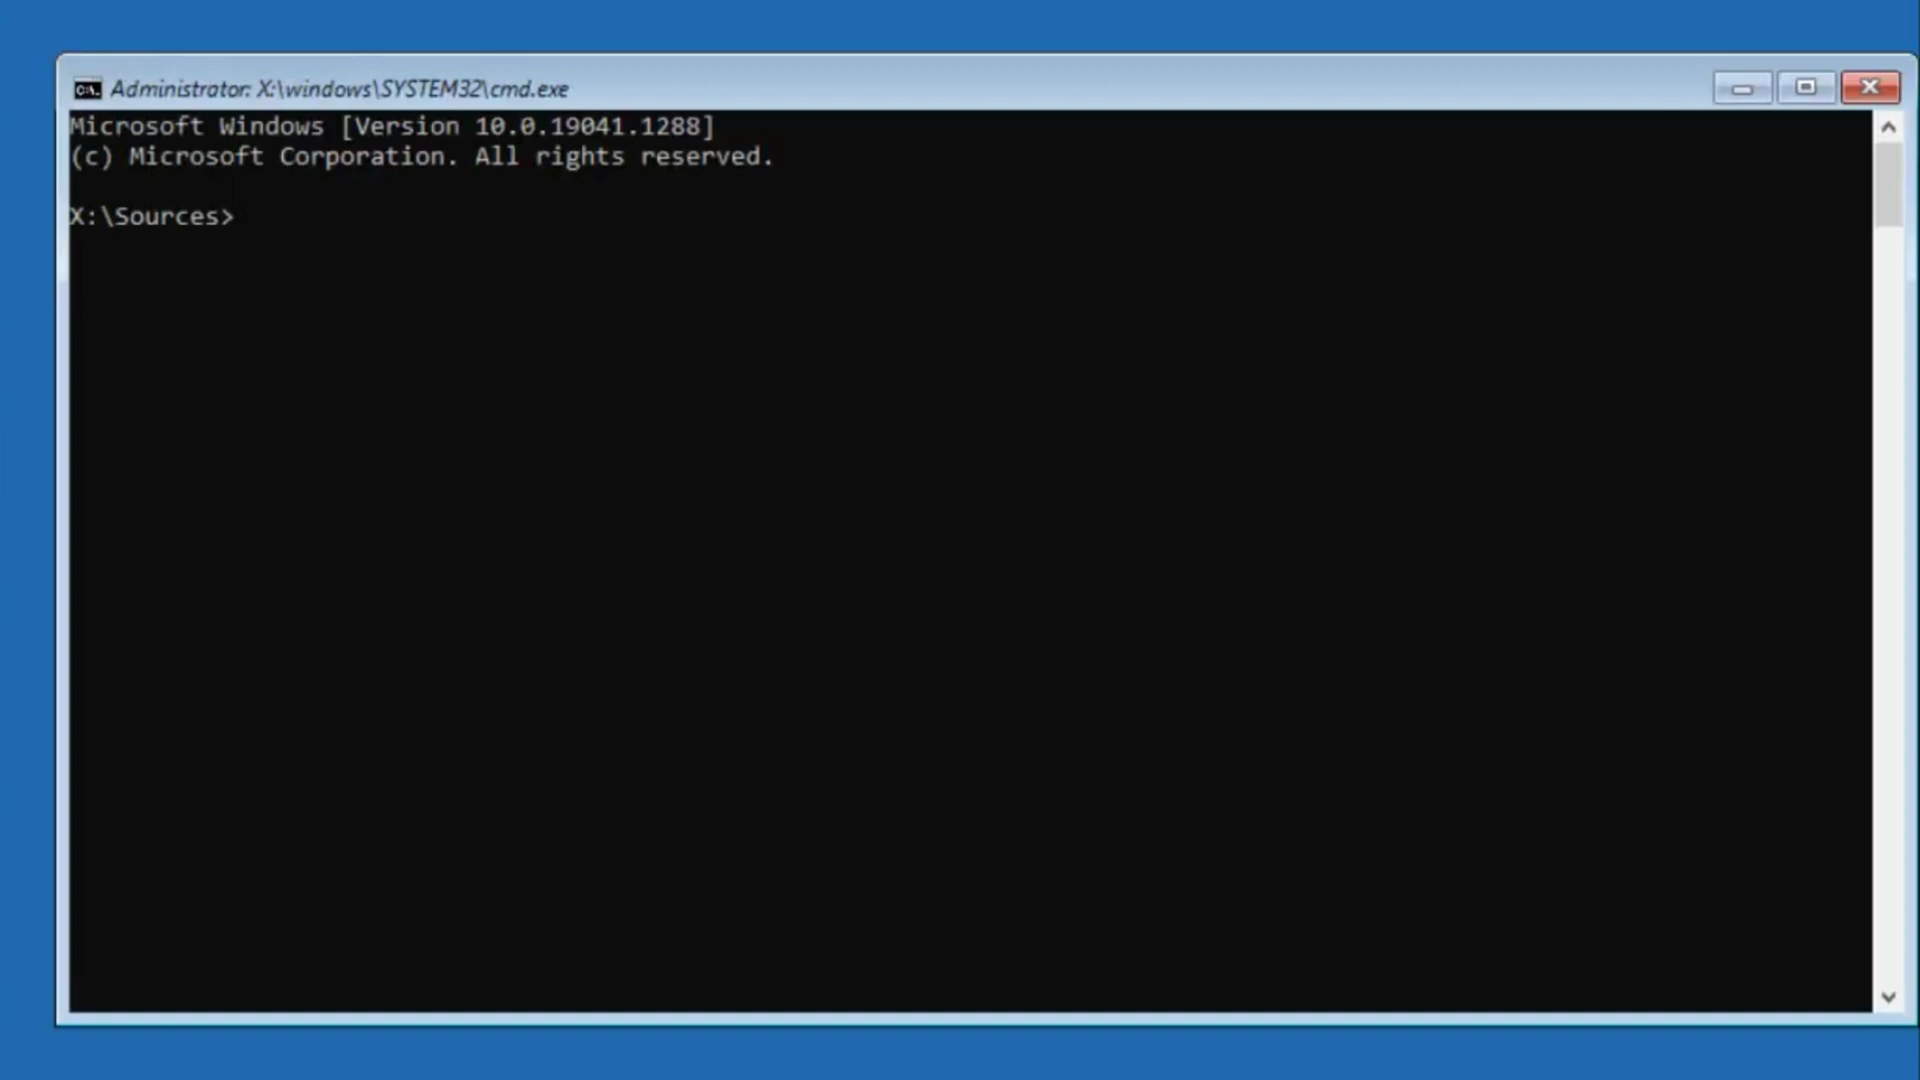 Administrator: X:\windows\SYSTEM32\cmd.exe
Microsoft Windows [Version 10.0.19041.1288]
(c) Microsoft Corporation. All rights reserved.
X:\Sources>